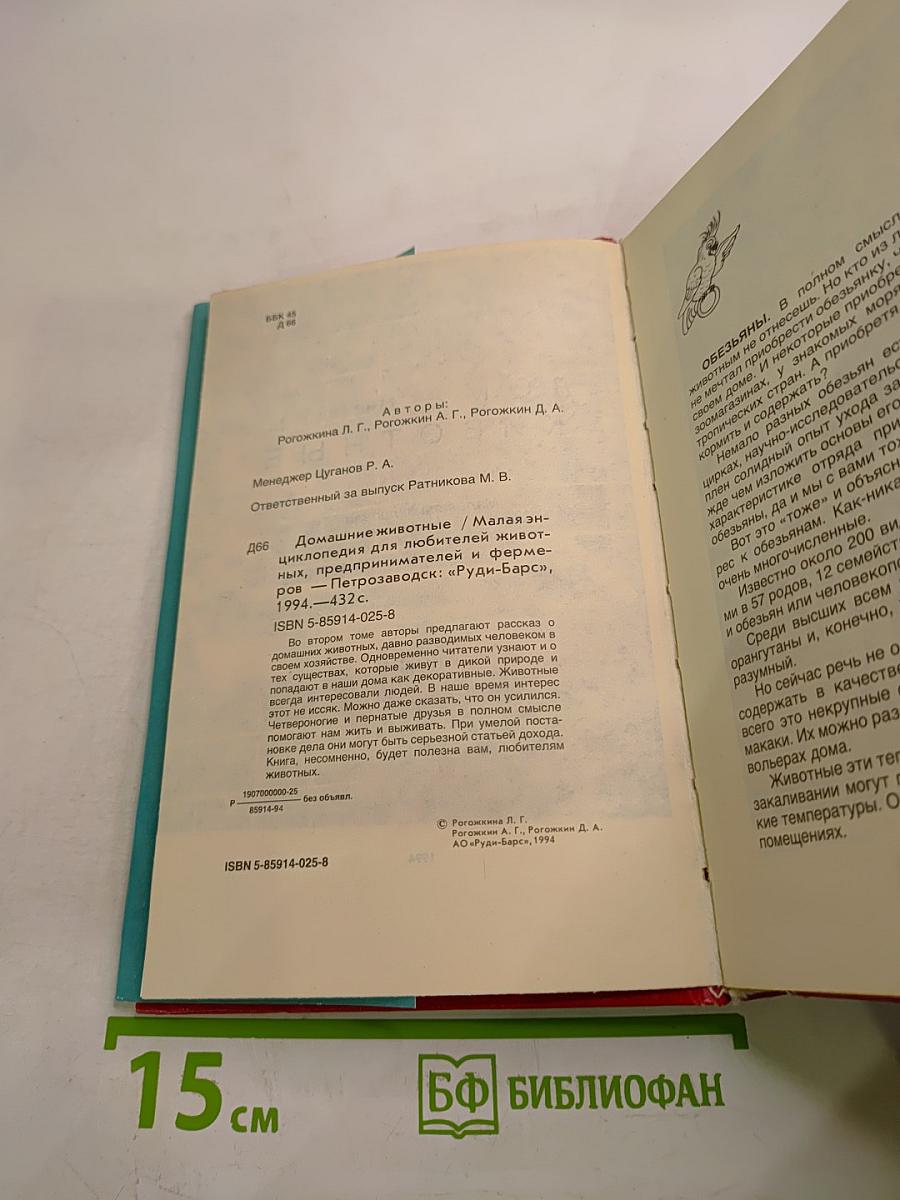 ББК 45
Д 66
Авторы:
Рогожкина Л. Г., Рогожкин А. Г., Рогожкин Д. А.
Менеджер Цуганов Р. А.
Ответственный за выпуск Ратникова М. В.
Д66 Домашние животные / Малая эн-
циклопедия для любителей живот-
ных, предпринимателей и ферме-
ров — Петрозаводск: «Руди-Барс»,
1994.—432 с.
ISBN 5-85914-025-8
Во втором томе авторы предлагают рассказ о
домашних животных, давно разводимых человеком в
своем хозяйстве. Одновременно читатели узнают и о
тех существах, которые живут в дикой природе и
попадают в наши дома как декоративные. Животные
всегда интересовали людей. В наше время интерес
этот не иссяк. Можно даже сказать, что он усилился.
Четвероногие и пернатые друзья в полном смысле
помогают нам жить и выживать. При умелой поста-
новке дела они могут быть серьезной статьей дохода.
Книга, несомненно, будет полезна вам, любителям
животных.
Р 1907000000-25
85914-94 без объявл.
© Рогожкина Л. Г.
Рогожкин А. Г., Рогожкин Д. А.
АО «Руди-Барс», 1994
ISBN 5-85914-025-8
ОБЕЗЬЯНЫ. В полном смысл
животным не отнесешь. Но кто из л
не мечтал приобрести обезьянку,
своем доме. И некоторые приобре
зоомагазинах, у знакомых моря
тропических стран. А приобретя
кормить и содержать?
Немало разных обезьян ес
цирках, научно-исследовательс
плен солидный опыт ухода за
жде чем изложить основы его
характеристике отряда при
обезьяны, да и мы с вами тож
Вот это «тоже» и объясн
рес к обезьянам. Как-ника
очень многочисленные.
Известно около 200 ви
ми в 57 родов, 12 семейст
и обезьян или человекопо
Среди высших всем
орангутаны и, конечно,
разумный.
Но сейчас речь не о
содержать в качестве
всего это некрупные
макаки. Их можно раз
вольерах дома.
Животные эти теп
закаливании могут п
кие температуры. О
помещениях.
15 см
БФ БИБЛИОФАН